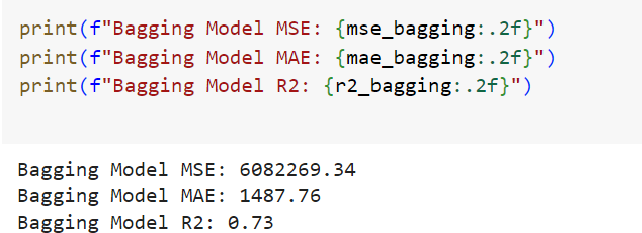 print(f"Bagging Model MSE: {mse_bagging:.2f}")
print(f"Bagging Model MAE: {mae_bagging:.2f}")
print(f"Bagging Model R2: {r2_bagging:.2f}")
Bagging Model MSE: 6082269.34
Bagging Model MAE: 1487.76
Bagging Model R2: 0.73